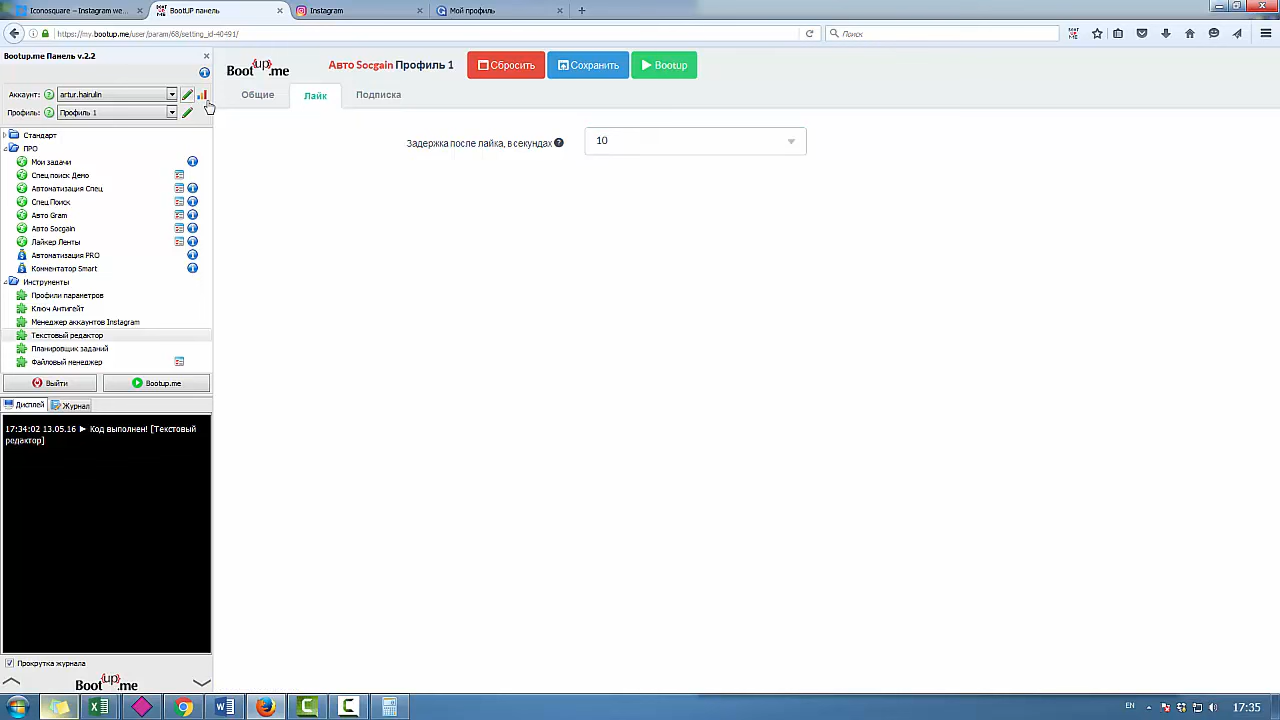 Iconosquare – Instagram we...
BootUP панель
Instagram
Мой профиль
https://my.bootup.me/user/param/68/setting_id-40491/
Поиск
Bootup.me Панель v.2.2
Аккаунт:
artur.hairulin
Профиль:
Профиль 1
Boot{up}.me
Авто Socgain Профиль 1
Сбросить
Сохранить
Bootup
Общие
Лайк
Подписка
Задержка после лайка, в секундах
10
Стандарт
ПРО
Мои задачи
Спец поиск Демо
Автоматизация Спец
Спец Поиск
Авто Gram
Авто Socgain
Лайкер Ленты
Автоматизация PRO
Комментатор Smart
Инструменты
Профили параметров
Ключ Антигейт
Менеджер аккаунтов Instagram
Текстовый редактор
Планировщик заданий
Файловый менеджер
Выйти
Bootup.me
Дисплей
Журнал
17:34:02 13.05.16 ► Код выполнен! [Текстовый
редактор]
Прокрутка журнала
Boot{up}.me
EN
17:35